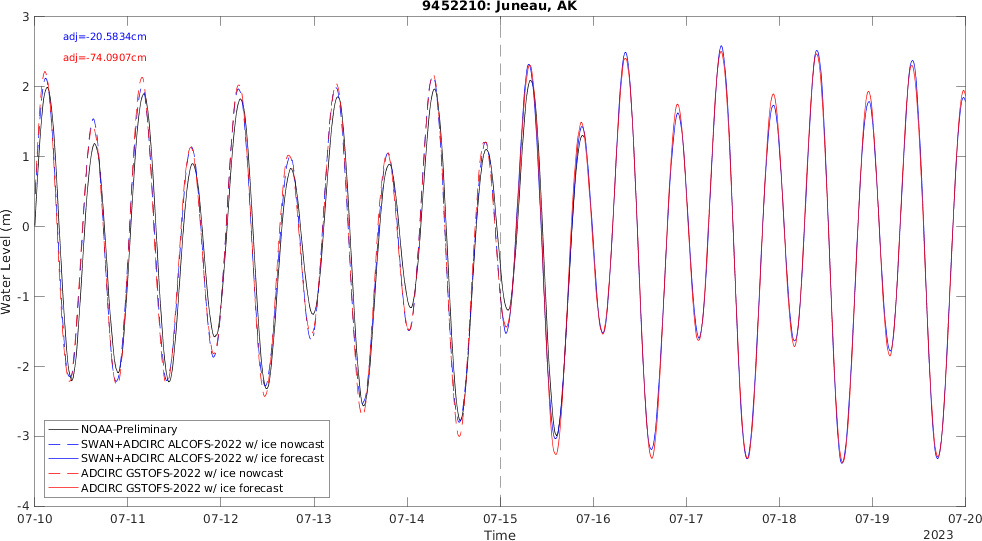 9452210: Juneau, AK
adj=-20.5834cm
adj=-74.0907cm
Water Level (m)
3
2
1
0
-1
-2
-3
-4
NOAA-Preliminary
SWAN+ADCIRC ALCOFS-2022 w/ ice nowcast
SWAN+ADCIRC ALCOFS-2022 w/ ice forecast
ADCIRC GSTOFS-2022 w/ ice nowcast
ADCIRC GSTOFS-2022 w/ ice forecast
07-10 07-11 07-12 07-13 07-14 07-15 07-16 07-17 07-18 07-19 07-20
Time
2023